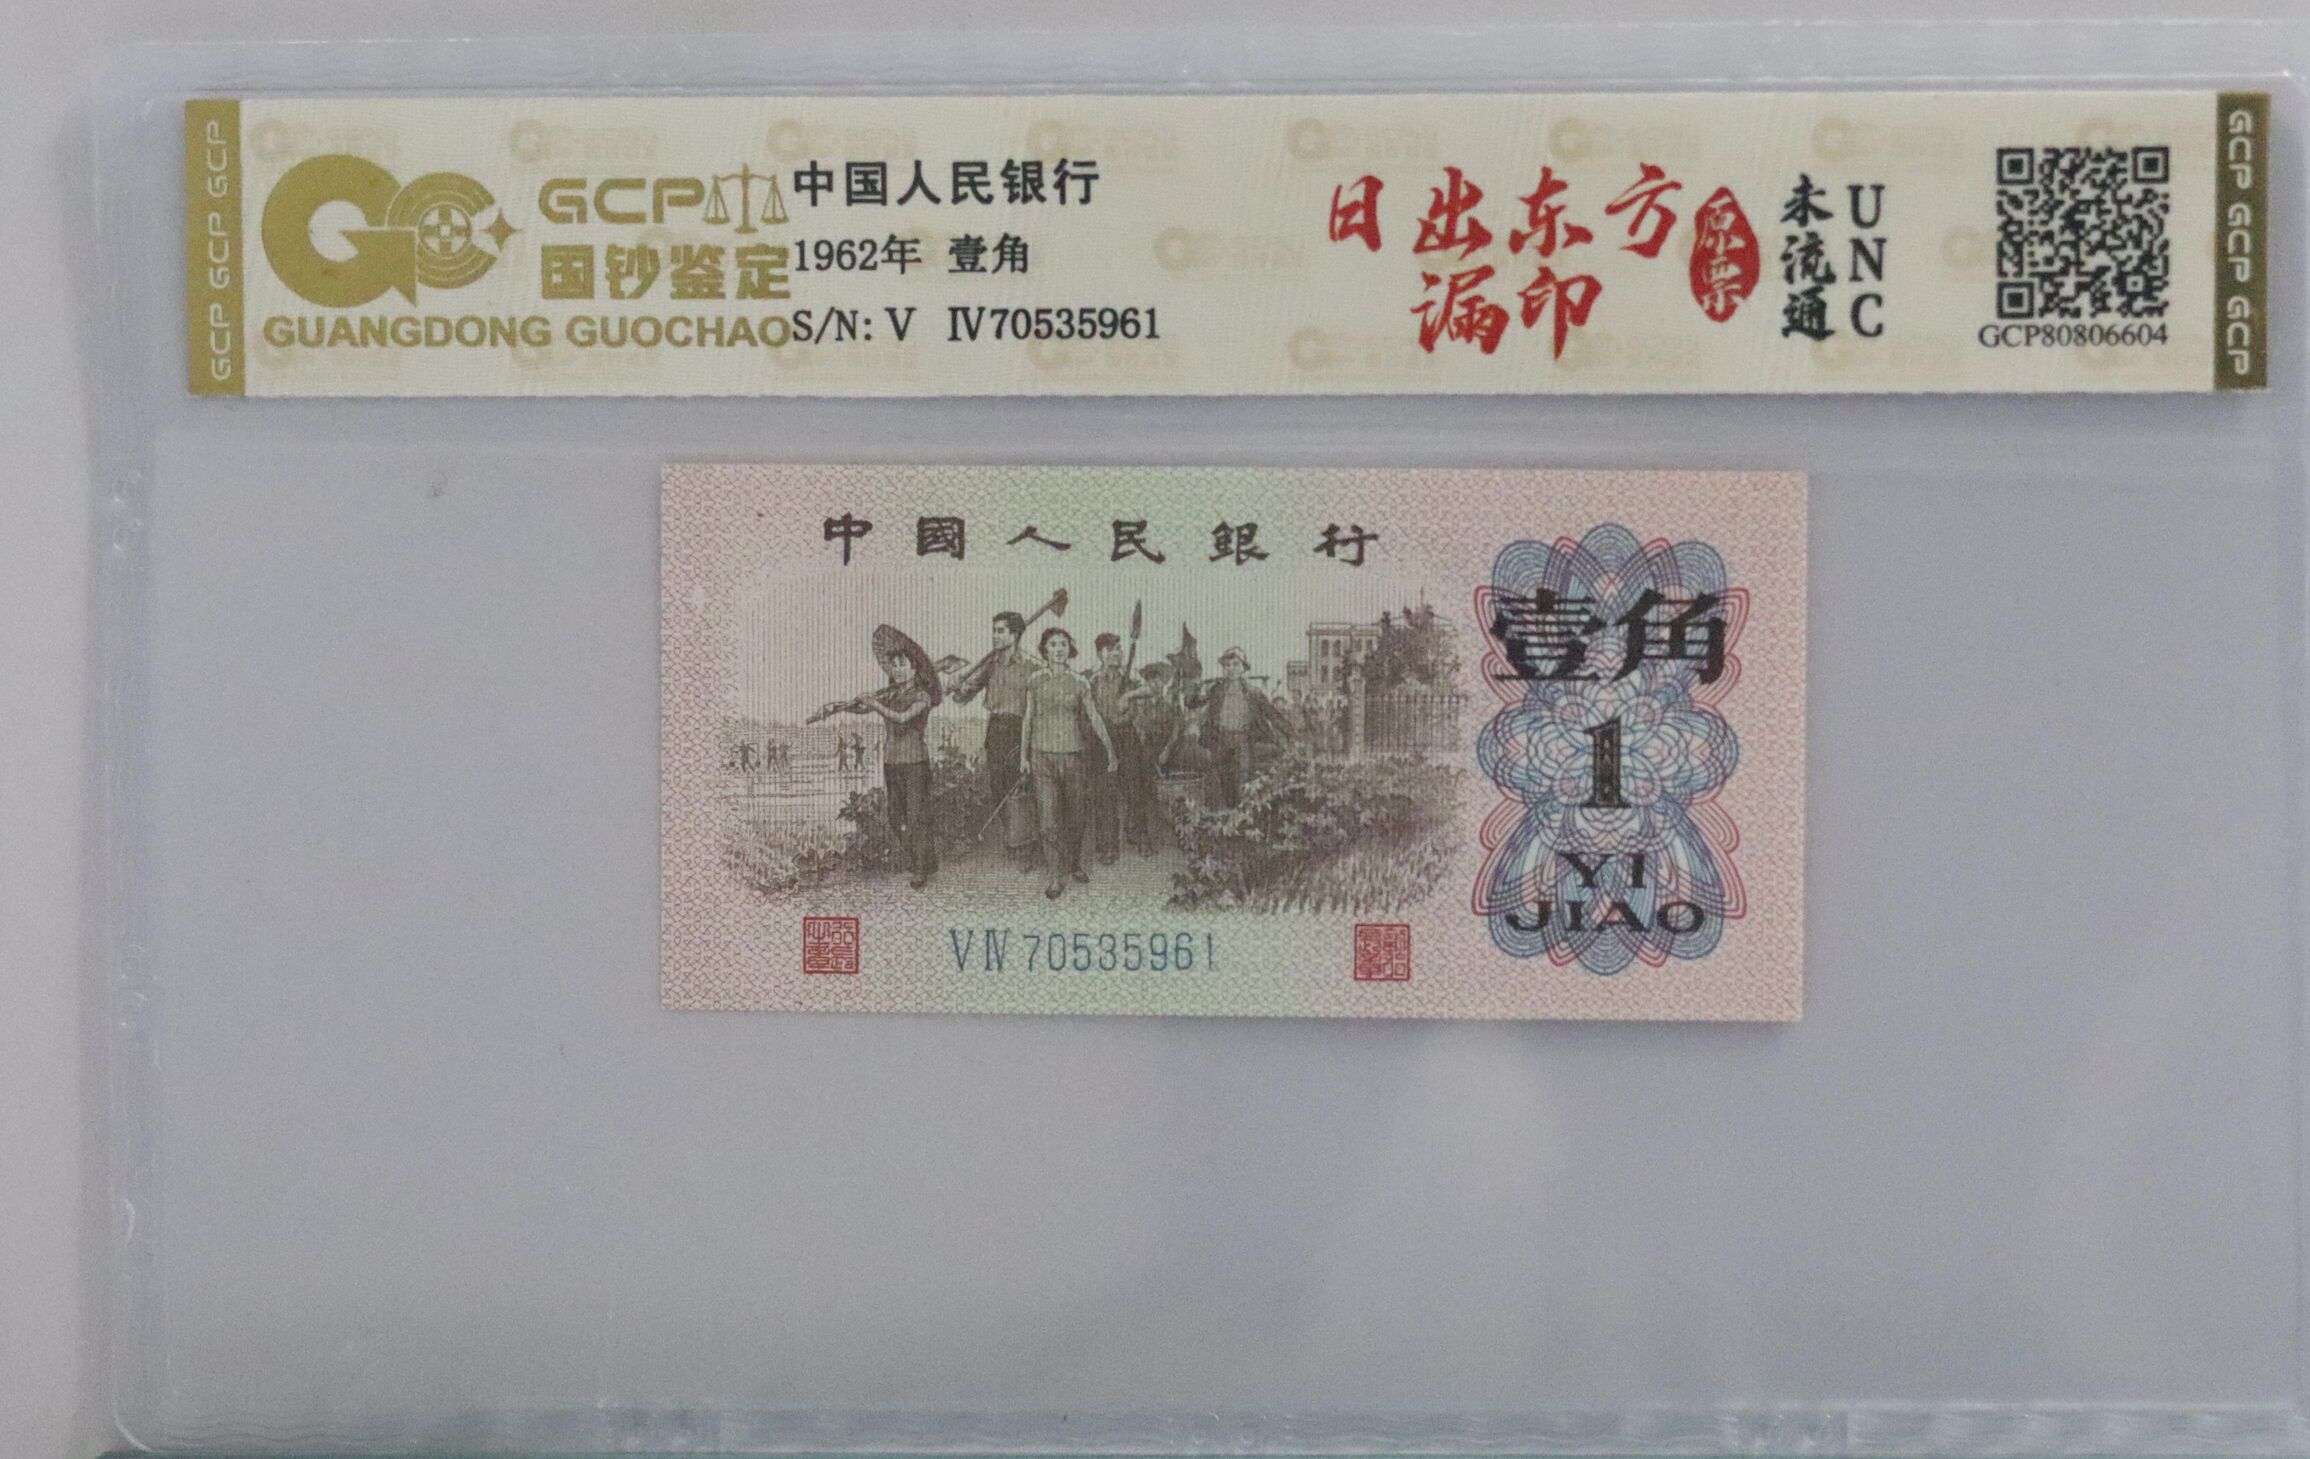 GCP GCP GCP
GCP
国钞鉴定
GUANGDONG GUOCHAO
中国人民银行
1962年 壹角
S/N: V Ⅳ70535961
日出东方
漏印
原票
未流通
UNC
GCP80806604
GCP GCP GCP
中國人民銀行
壹角
1
YI
JIAO
V Ⅳ 70535961